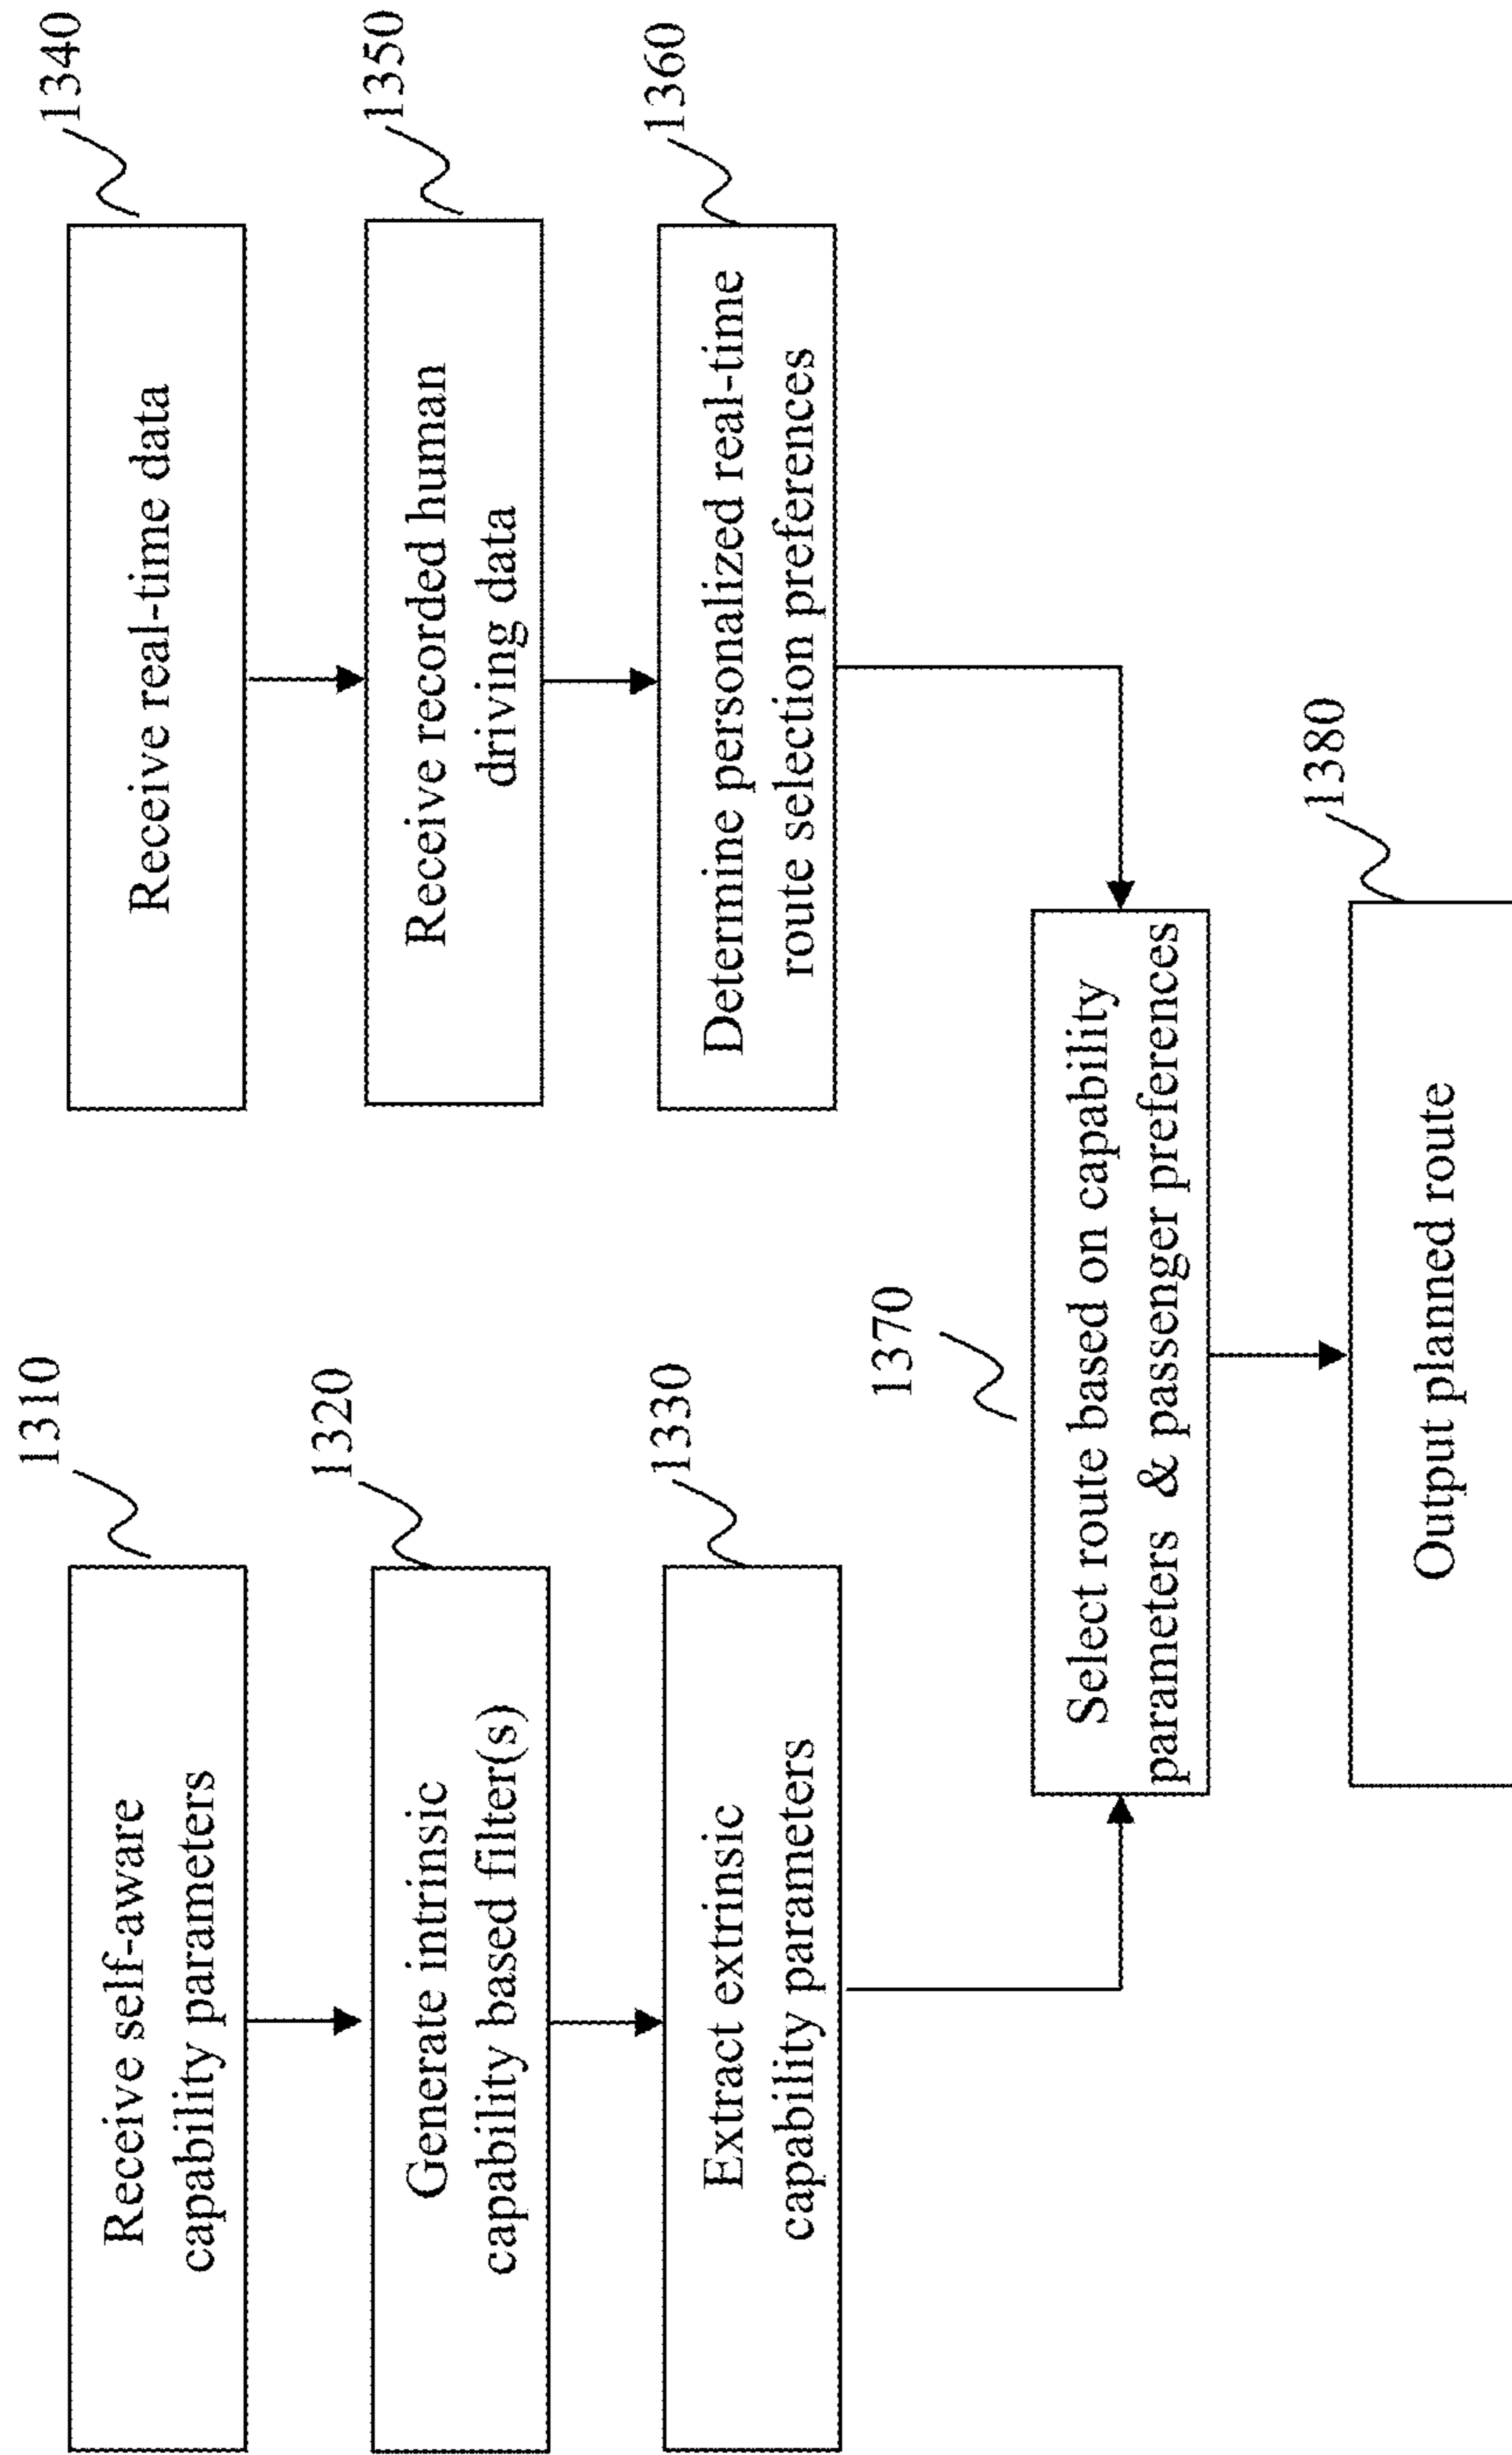 1310
Receive self-aware
capability parameters
1320
Generate intrinsic
capability based filter(s)
1330
Extract extrinsic
capability parameters
1340
Receive real-time data
1350
Receive recorded human
driving data
1360
Determine personalized real-time
route selection preferences
1370
Select route based on capability
parameters & passenger preferences
1380
Output planned route